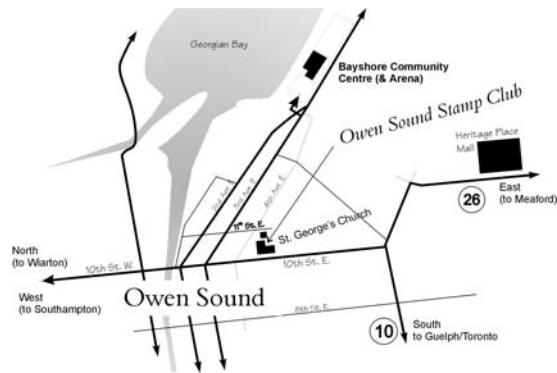 Georgian Bay
Bayshore Community
Centre (& Arena)
Owen Sound Stamp Club
Heritage Place
Mall
East
(to Meaford)
26
2nd Ave. E.
3rd Ave. E.
4th Ave. E.
11th St. E.
St. George's Church
North
(to Wiarton)
10th St. W.
10th St. E.
West
(to Southampton)
Owen Sound
10
South
to Guelph/Toronto